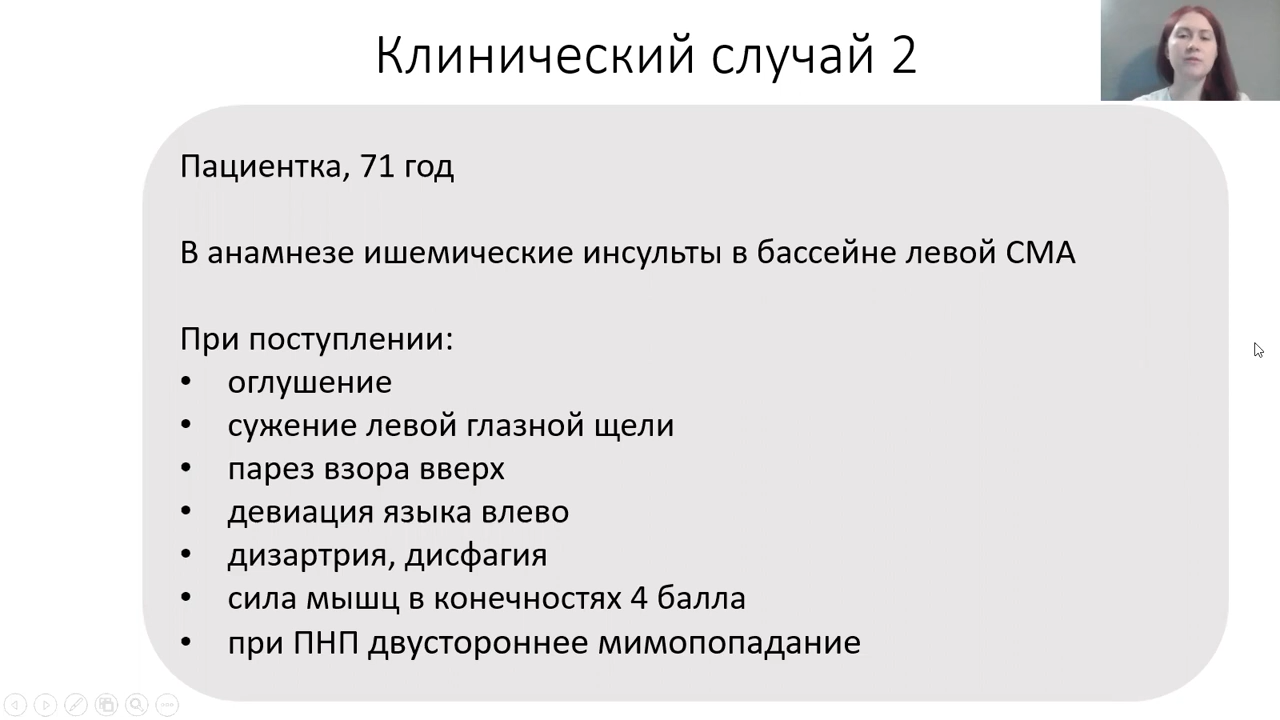 Клинический случай 2
Пациентка, 71 год
В анамнезе ишемические инсульты в бассейне левой СМА
При поступлении:
• оглушение
• сужение левой глазной щели
• парез взора вверх
• девиация языка влево
• дизартрия, дисфагия
• сила мышц в конечностях 4 балла
• при ПНП двустороннее мимопопадание